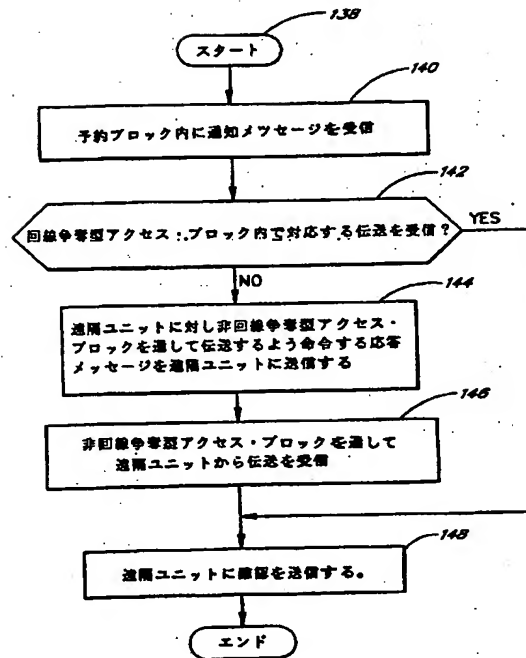 138
スタート
140
予約ブロック内に通知メツセージを受信
142
回線争奪型アクセス・ブロック内で対応する伝送を受信?
YES
NO
144
遠隔ユニットに対し非回線争奪型アクセス・
ブロックを通して伝送するよう命令する応答
メッセージを遠隔ユニットに送信する
146
非回線争奪型アクセス・ブロックを通して
遠隔ユニットから伝送を受信
148
遠隔ユニットに確認を送信する。
エンド